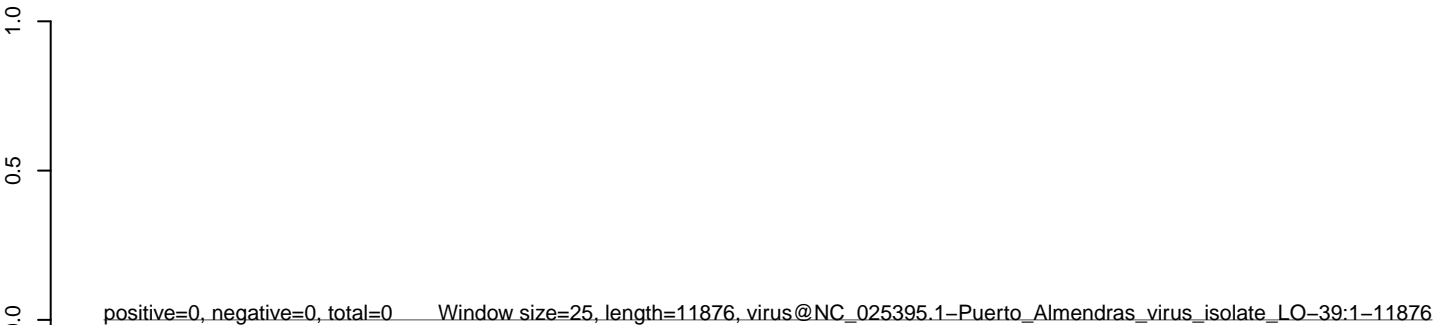 1.0
0.5
0.0
positive=0, negative=0, total=0 Window size=25, length=11876, virus@NC_025395.1−Puerto_Almendras_virus_isolate_LO−39:1−11876